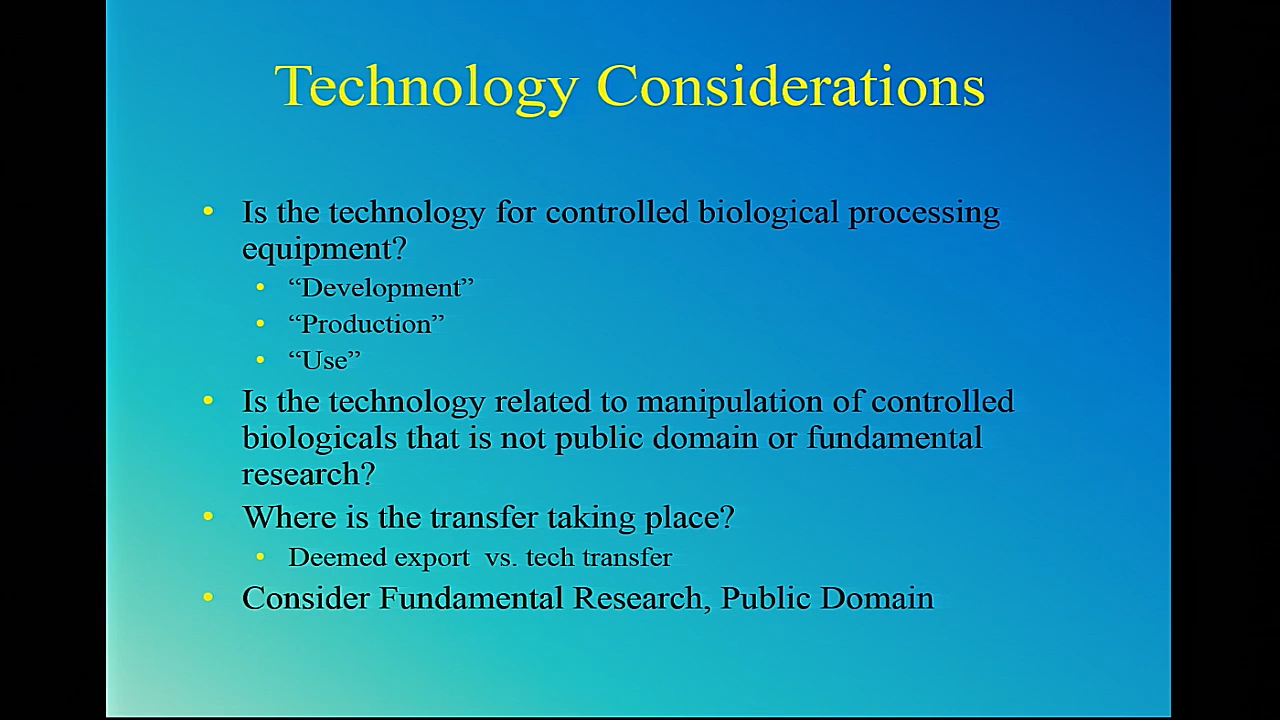 Technology Considerations
• Is the technology for controlled biological processing
equipment?
• “Development”
• “Production”
• “Use”
• Is the technology related to manipulation of controlled
biologicals that is not public domain or fundamental
research?
• Where is the transfer taking place?
• Deemed export vs. tech transfer
• Consider Fundamental Research, Public Domain